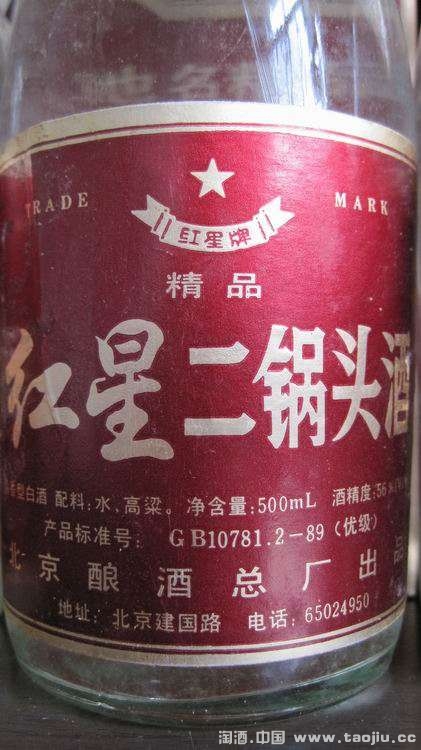 TRADE MARK
红星牌
精品
红星二锅头酒
香型白酒 配料:水、高粱。净含量:500mL 酒精度:56%
产品标准号: GB10781.2-89 (优级)
北京酿酒总厂出品
地址: 北京建国路 电话: 65024950
淘酒.中国 www.taojiu.cc